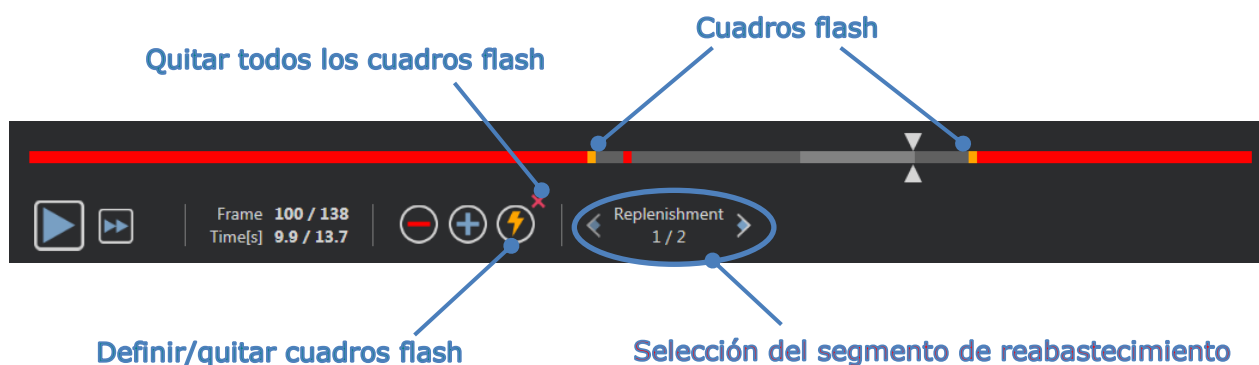 Cuadros flash
Quitar todos los cuadros flash
Frame 100 / 138
Time[s] 9.9 / 13.7
Replenishment
1 / 2
Definir/quitar cuadros flash
Selección del segmento de reabastecimiento